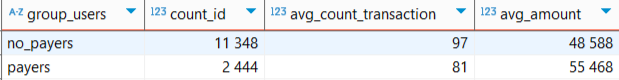 A-Z group_users 123 count_id 123 avg_count_transaction 123 avg_amount
no_payers 11 348 97 48 588
payers 2 444 81 55 468